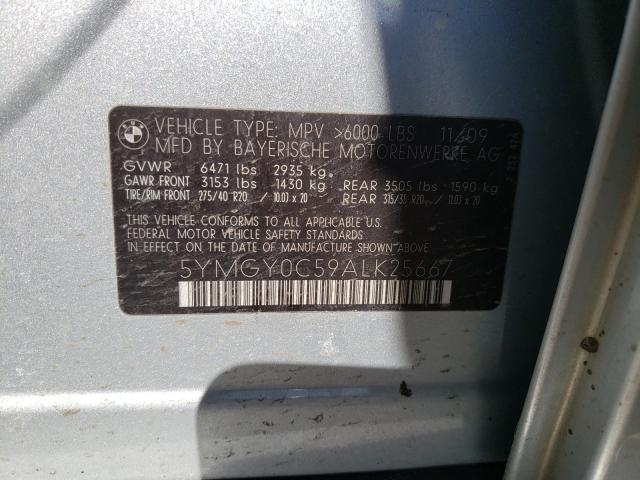 BMW
VEHICLE TYPE: MPV >6000 LBS 11/09
MFD BY BAYERISCHE MOTORENWERKE AG
GVWR 6471 lbs 2935 kg
GAWR FRONT 3153 lbs 1430 kg REAR 3505 lbs 1590 kg
TIRE/RIM FRONT 275/40 R20 / 10.0J x 20 REAR 315/35 R20 / 11.0J x 20
THIS VEHICLE CONFORMS TO ALL APPLICABLE U.S.
FEDERAL MOTOR VEHICLE SAFETY STANDARDS
IN EFFECT ON THE DATE OF MANUFACTURE SHOWN ABOVE.
5YMGY0C59ALK25667